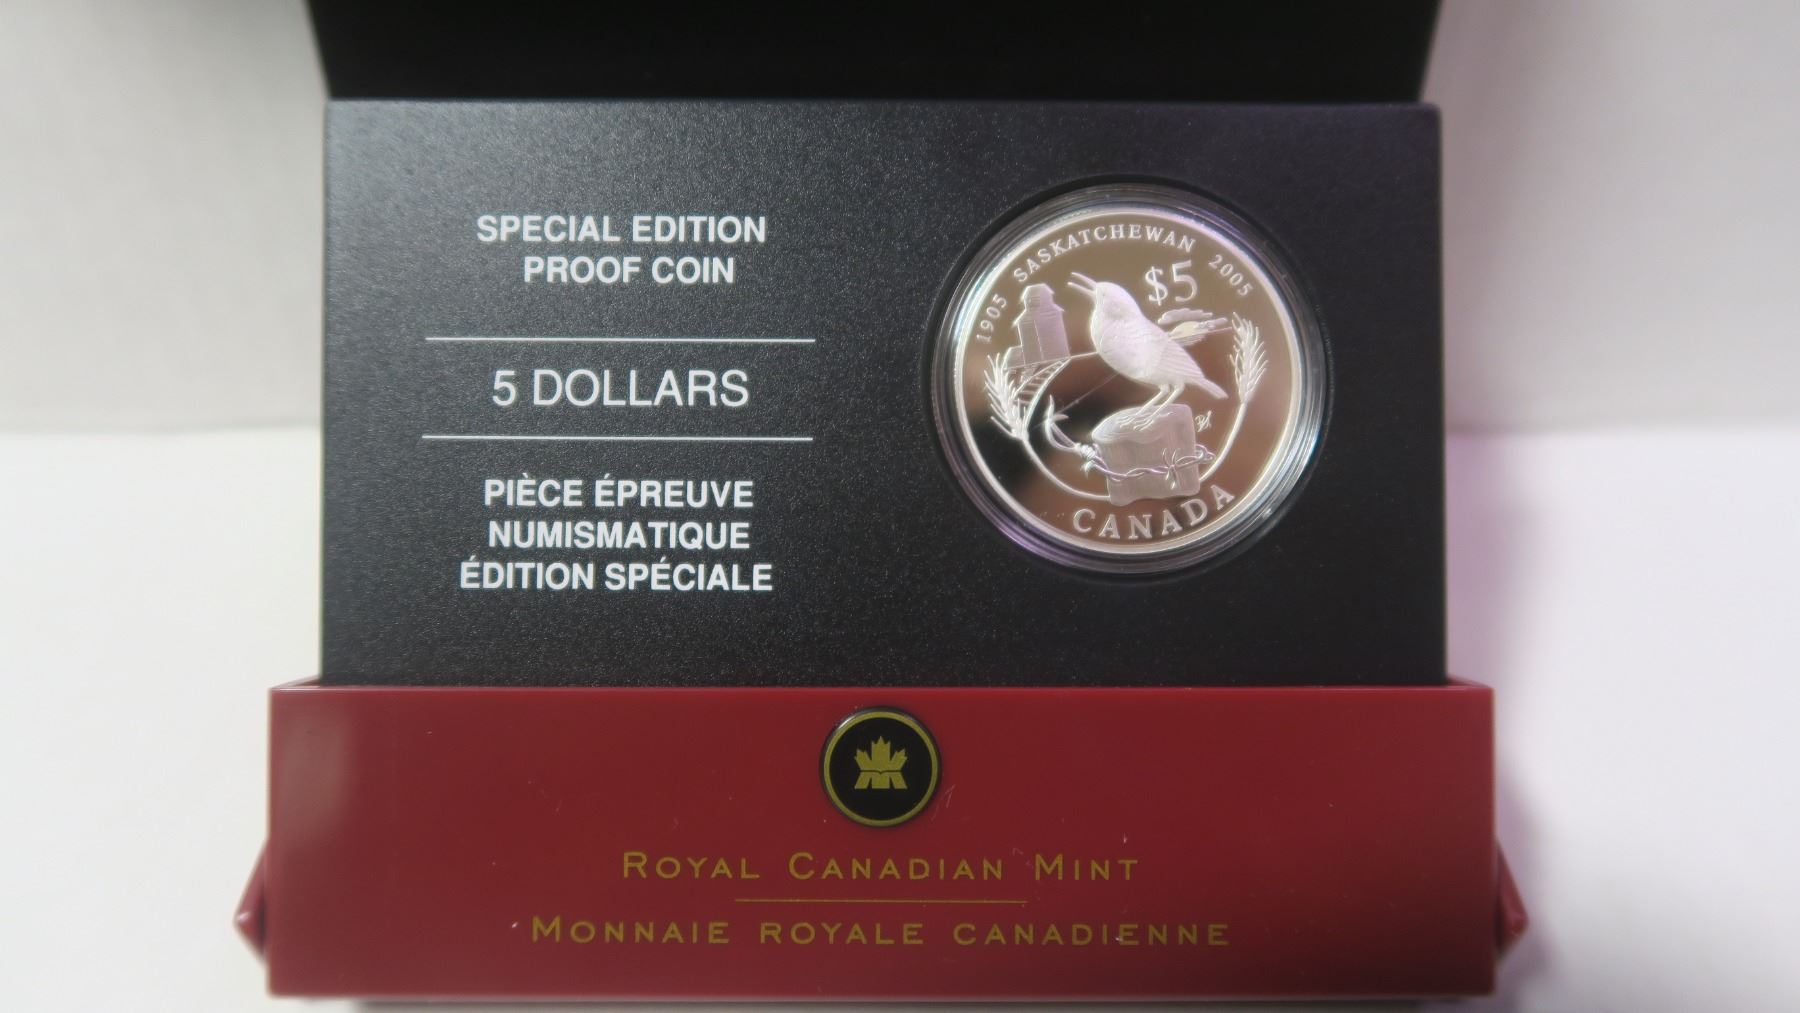 SPECIAL EDITION
PROOF COIN
5 DOLLARS
PIÈCE ÉPREUVE
NUMISMATIQUE
ÉDITION SPÉCIALE
1905 SASKATCHEWAN 2005
$5
CANADA
ROYAL CANADIAN MINT
MONNAIE ROYALE CANADIENNE